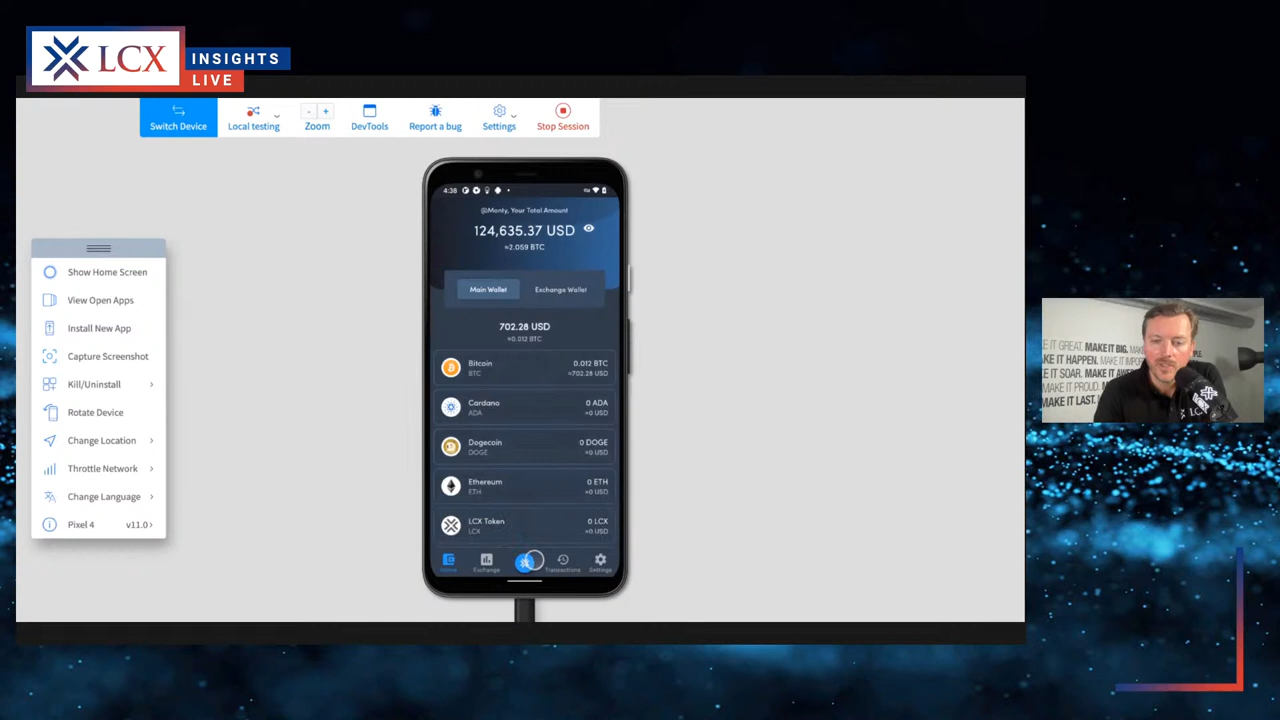 LCX
INSIGHTS
LIVE
Switch Device
Local testing
- +
Zoom
DevTools
Report a bug
Settings
Stop Session
Show Home Screen
View Open Apps
Install New App
Capture Screenshot
Kill/Uninstall
Rotate Device
Change Location
Throttle Network
Change Language
Pixel 4 v11.0
4:38
@Monty, Your Total Amount
124,635.37 USD
≈2.059 BTC
Main Wallet Exchange Wallet
702.28 USD
≈0.012 BTC
Bitcoin 0.012 BTC
BTC ≈702.28 USD
Cardano 0 ADA
ADA ≈0 USD
Dogecoin 0 DOGE
DOGE ≈0 USD
Ethereum 0 ETH
ETH ≈0 USD
LCX Token 0 LCX
LCX ≈0 USD
Home Exchange Transactions Settings
MAKE IT GREAT. MAKE IT BIG.
MAKE IT HAPPEN.
MAKE IT SOAR.
MAKE IT PROUD.
MAKE IT LAST.
LCX